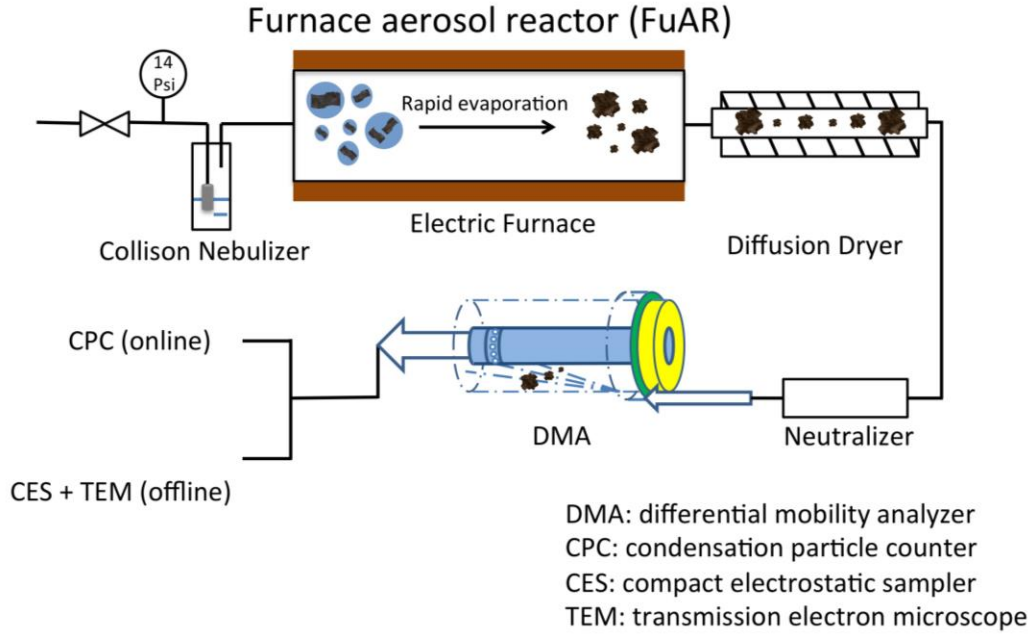 Furnace aerosol reactor (FuAR)
14
Psi
Rapid evaporation
Electric Furnace
Collison Nebulizer
Diffusion Dryer
CPC (online)
DMA
Neutralizer
CES + TEM (offline)
DMA: differential mobility analyzer
CPC: condensation particle counter
CES: compact electrostatic sampler
TEM: transmission electron microscope